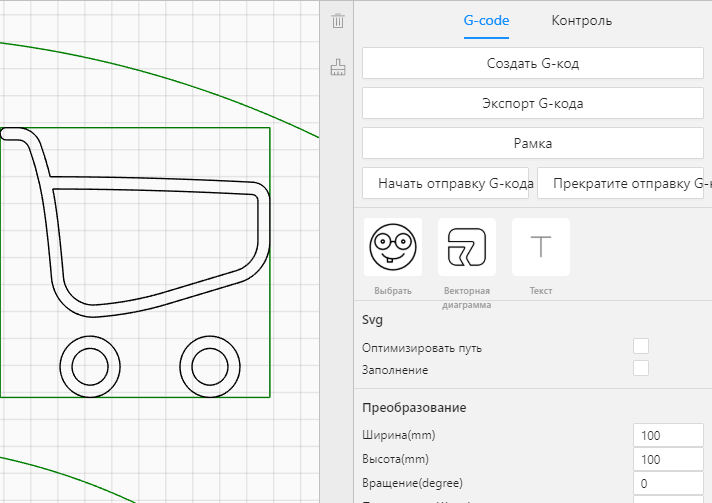 G-code Контроль
Создать G-код
Экспорт G-кода
Рамка
Начать отправку G-кода Прекратите отправку G-к
Выбрать Векторная Текст
диаграмма
Svg
Оптимизировать путь
Заполнение
Преобразование
Ширина(mm) 100
Высота(mm) 100
Вращение(degree) 0